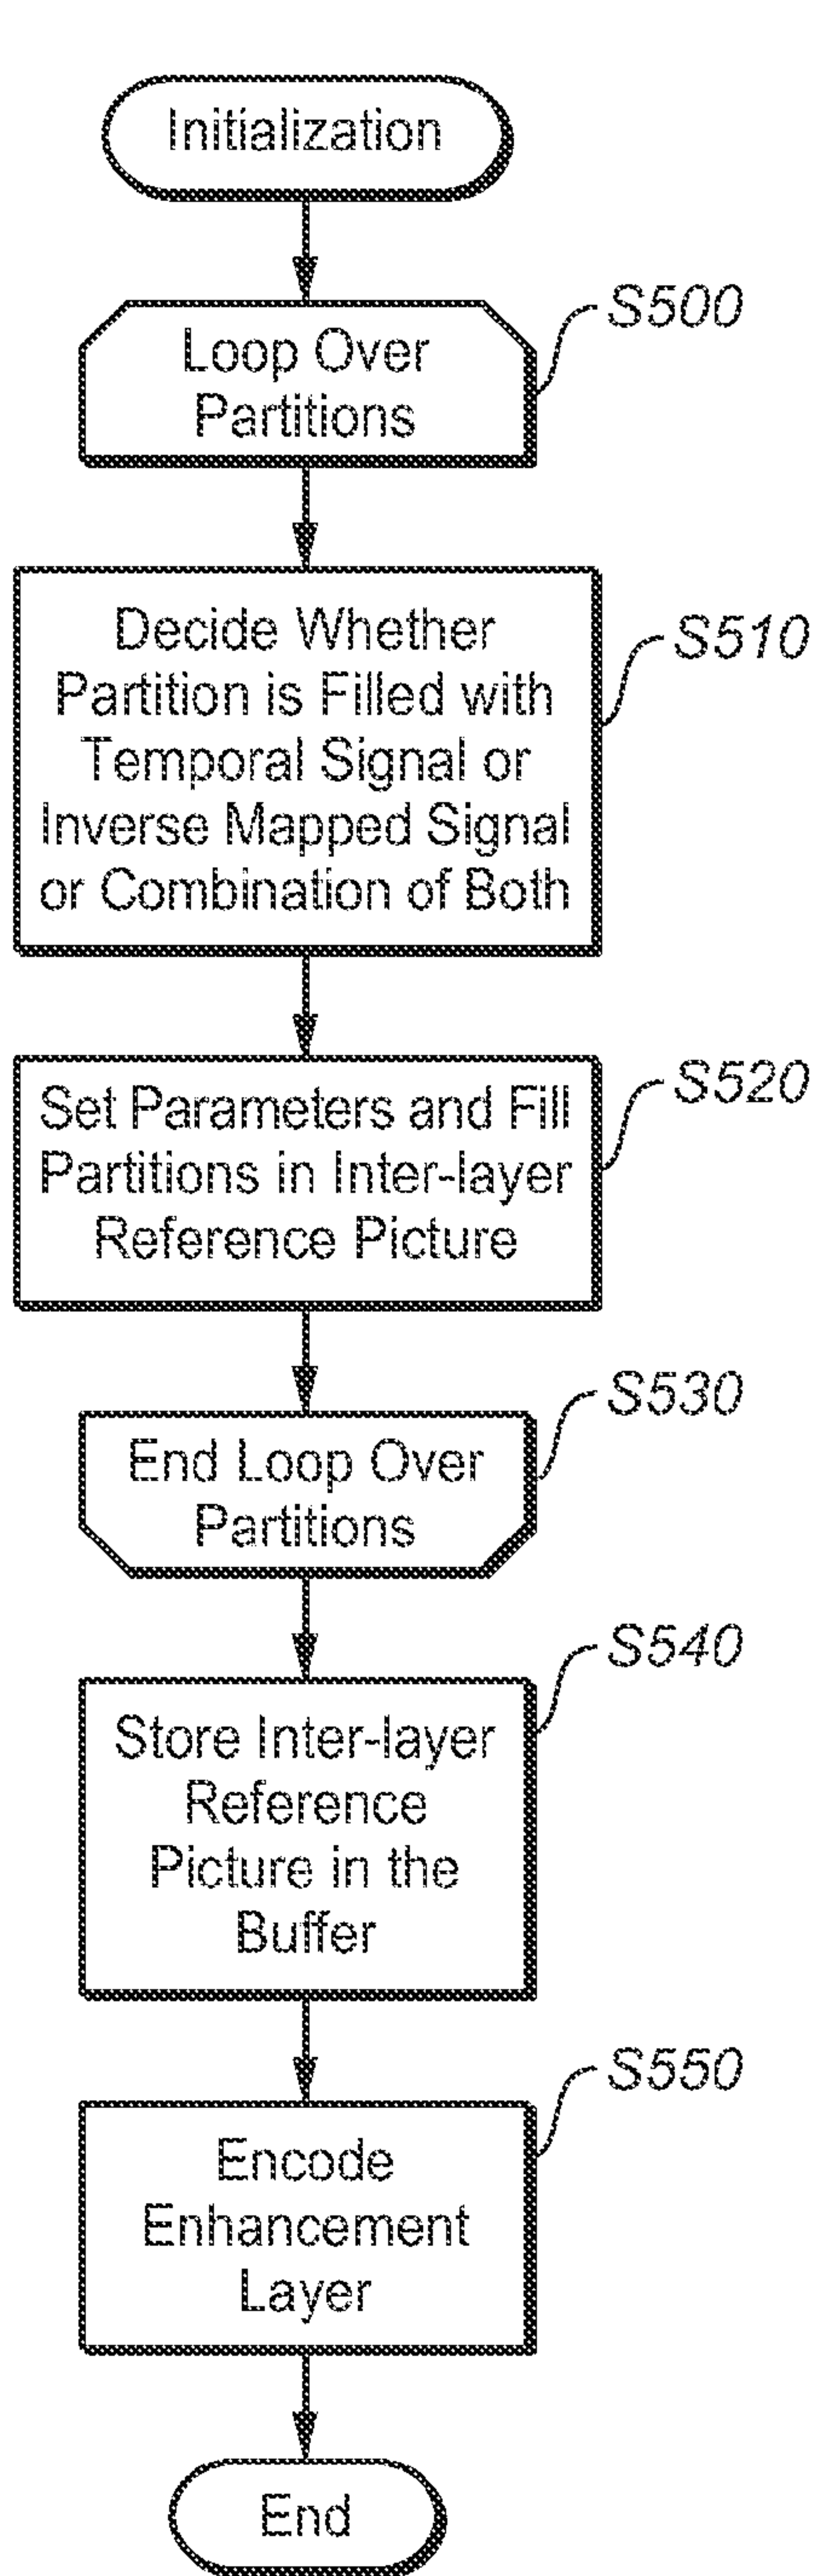 Initialization
S500
Loop Over
Partitions
S510
Decide Whether
Partition is Filled with
Temporal Signal or
Inverse Mapped Signal
or Combination of Both
S520
Set Parameters and Fill
Partitions in Inter-layer
Reference Picture
S530
End Loop Over
Partitions
S540
Store Inter-layer
Reference
Picture in the
Buffer
S550
Encode
Enhancement
Layer
End